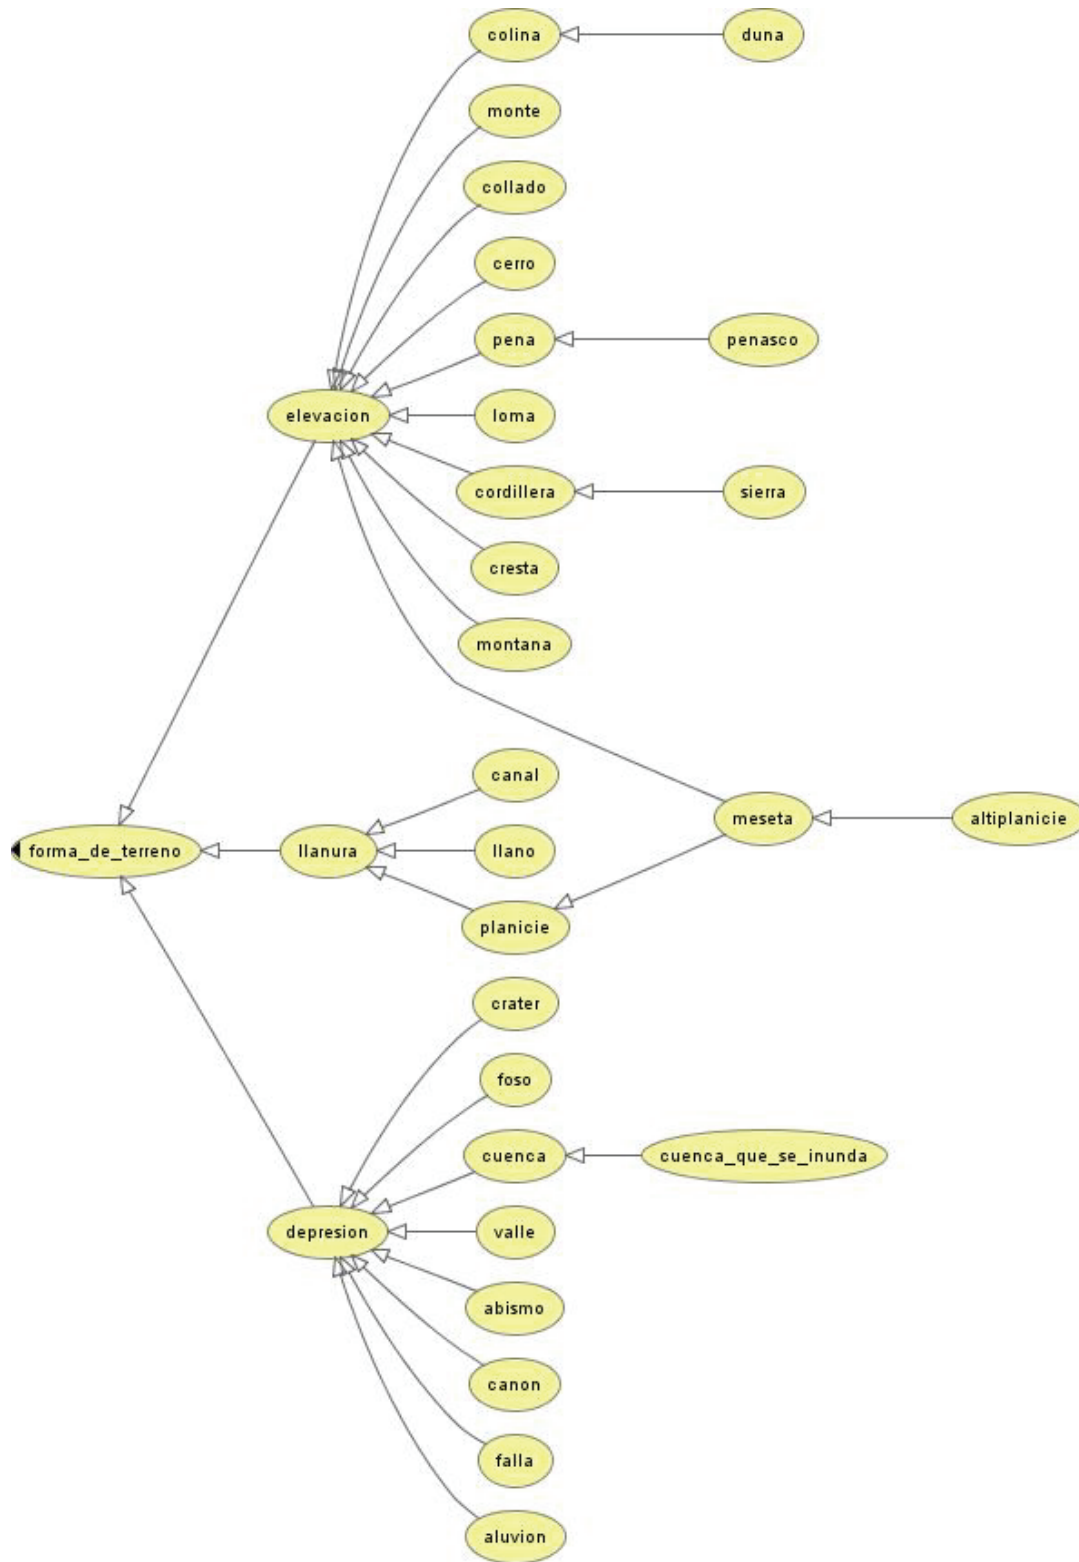 colina
duna
monte
collado
cerro
pena
penasco
elevacion
loma
cordillera
sierra
cresta
montana
canal
meseta
altiplanicie
forma_de_terreno
llanura
llano
planicie
crater
foso
cuenca
cuenca_que_se_inunda
depresion
valle
abismo
canon
falla
aluvion